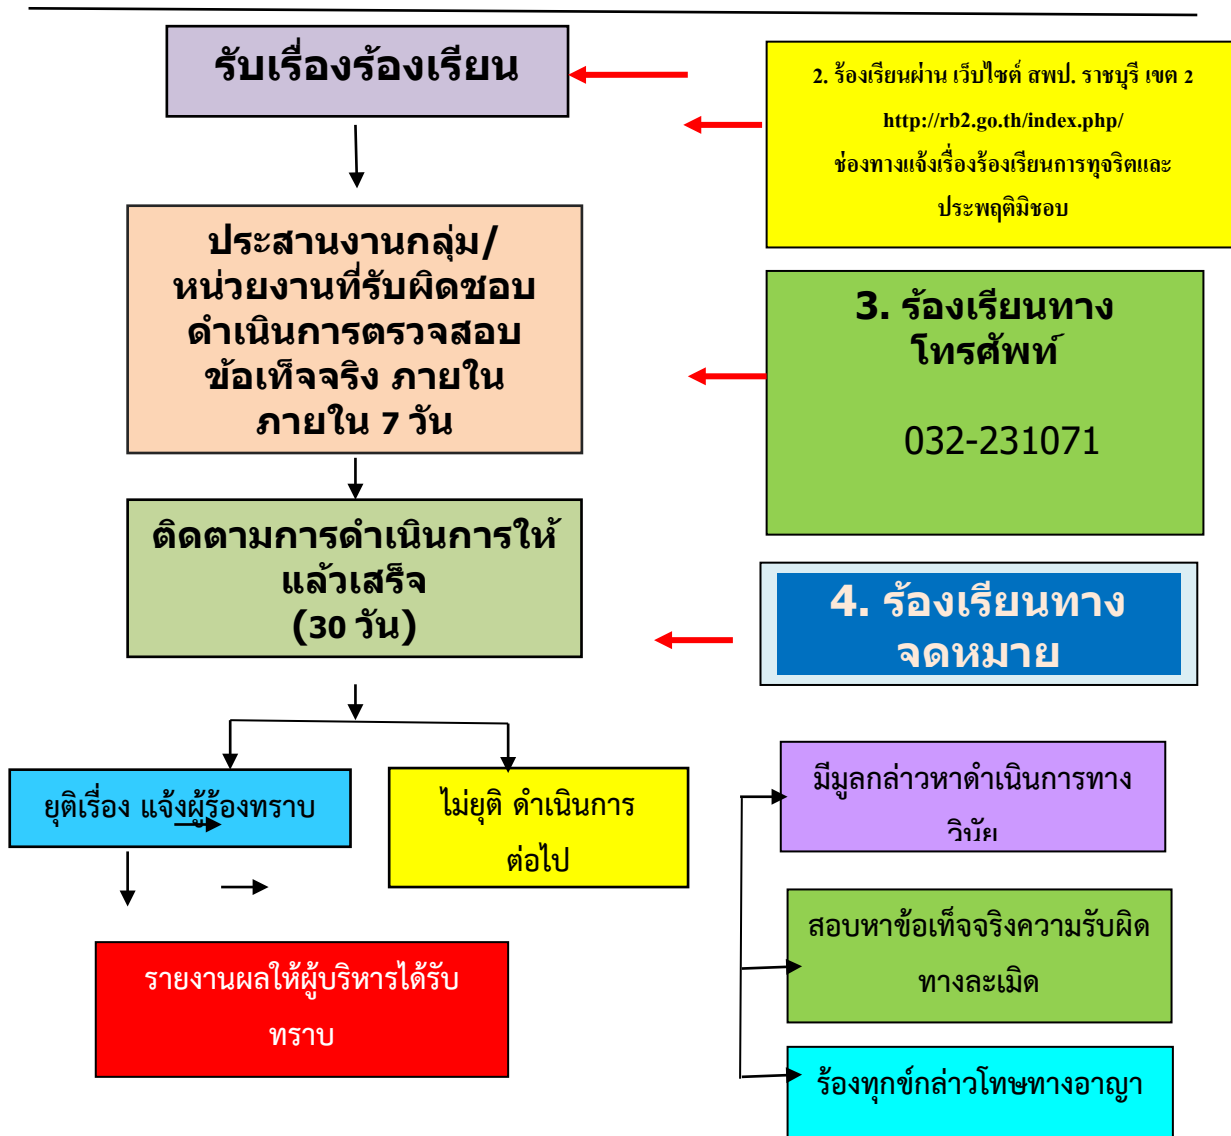 รับเรื่องร้องเรียน
2. ร้องเรียนผ่าน เว็บไซต์ สพป. ราชบุรี เขต 2
http://rb2.go.th/index.php/
ช่องทางแจ้งเรื่องร้องเรียนการทุจริตและ
ประพฤติมิชอบ
ประสานงานกลุ่ม/
หน่วยงานที่รับผิดชอบ
ดำเนินการตรวจสอบ
ข้อเท็จจริง ภายใน
ภายใน 7 วัน
3. ร้องเรียนทาง
โทรศัพท์
032-231071
ติดตามการดำเนินการให้
แล้วเสร็จ
(30 วัน)
4. ร้องเรียนทาง
จดหมาย
ยุติเรื่อง แจ้งผู้ร้องทราบ
ไม่ยุติ ดำเนินการ
ต่อไป
มีมูลกล่าวหาดำเนินการทาง
วินัย
สอบหาข้อเท็จจริงความรับผิด
ทางละเมิด
รายงานผลให้ผู้บริหารได้รับ
ทราบ
ร้องทุกข์กล่าวโทษทางอาญา